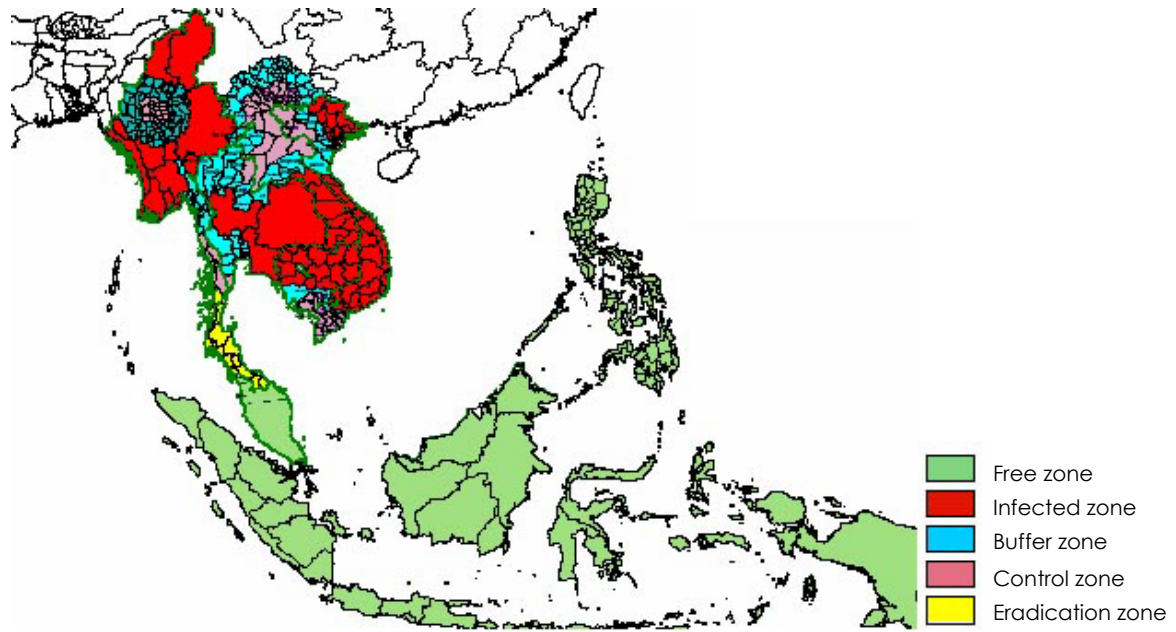 Free zone
Infected zone
Buffer zone
Control zone
Eradication zone